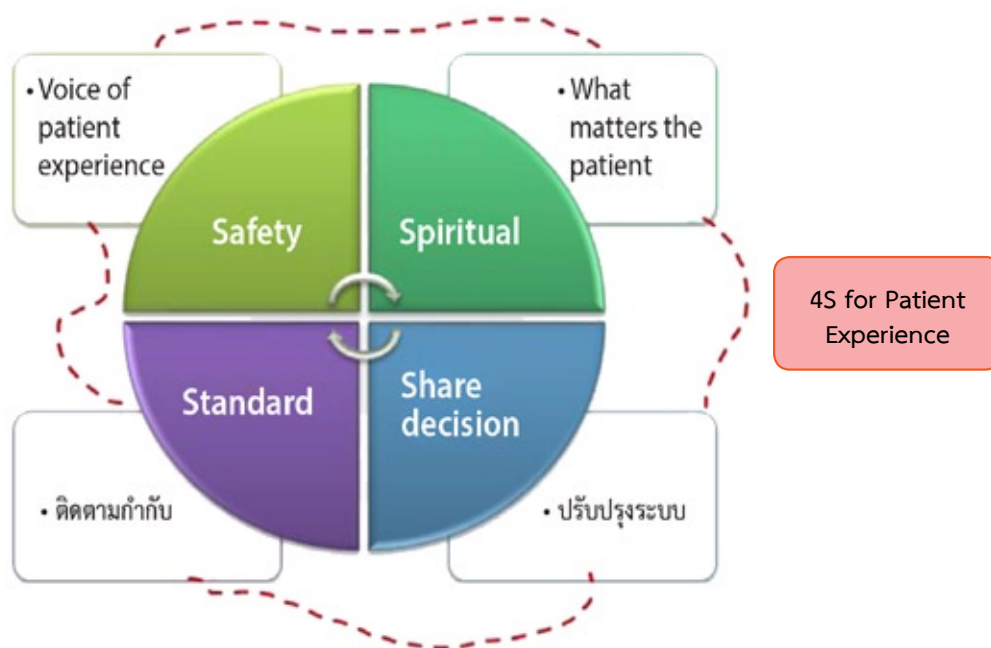 • Voice of
patient
experience
• What
matters the
patient
Safety
Spiritual
4S for Patient
Experience
Standard
Share
decision
• ติดตามกำกับ
• ปรับปรุงระบบ